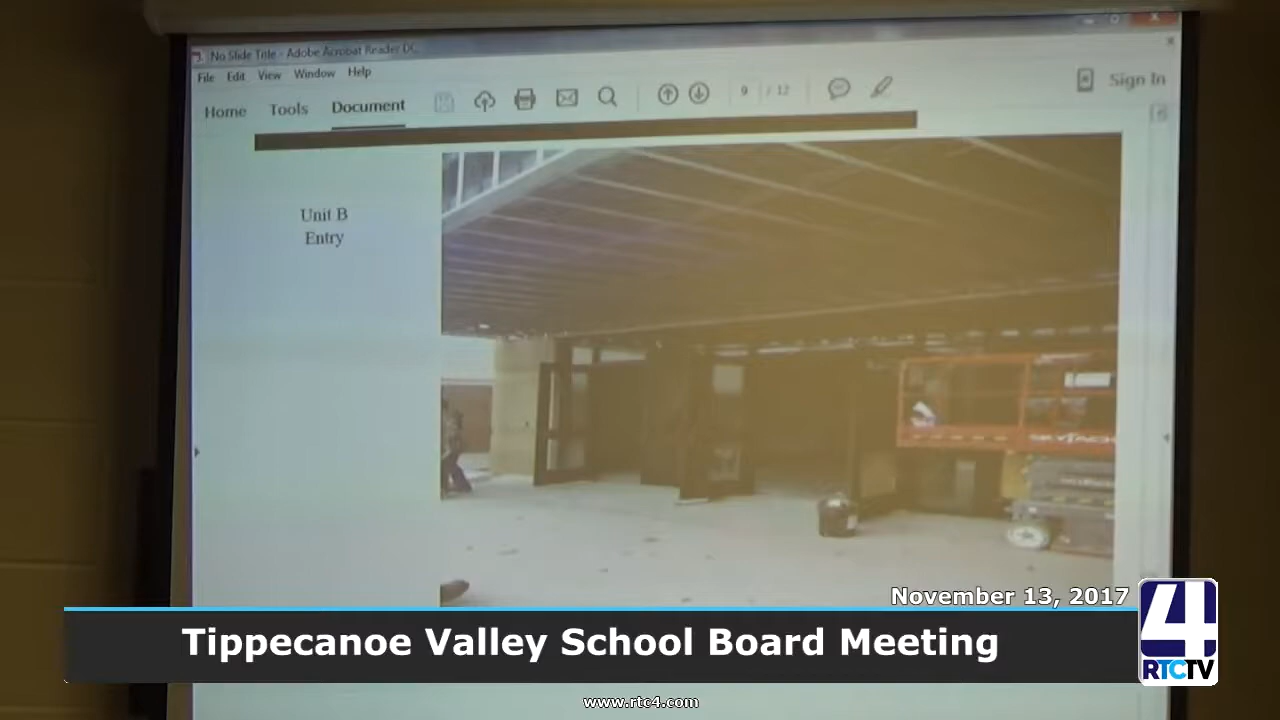 No Slide Title - Adobe Acrobat Reader DC
File Edit View Window Help
Home Tools Document 9 / 12 Sign In
Unit B
Entry
SKYJACK
November 13, 2017
Tippecanoe Valley School Board Meeting
4
RTCTV
www.rtc4.com